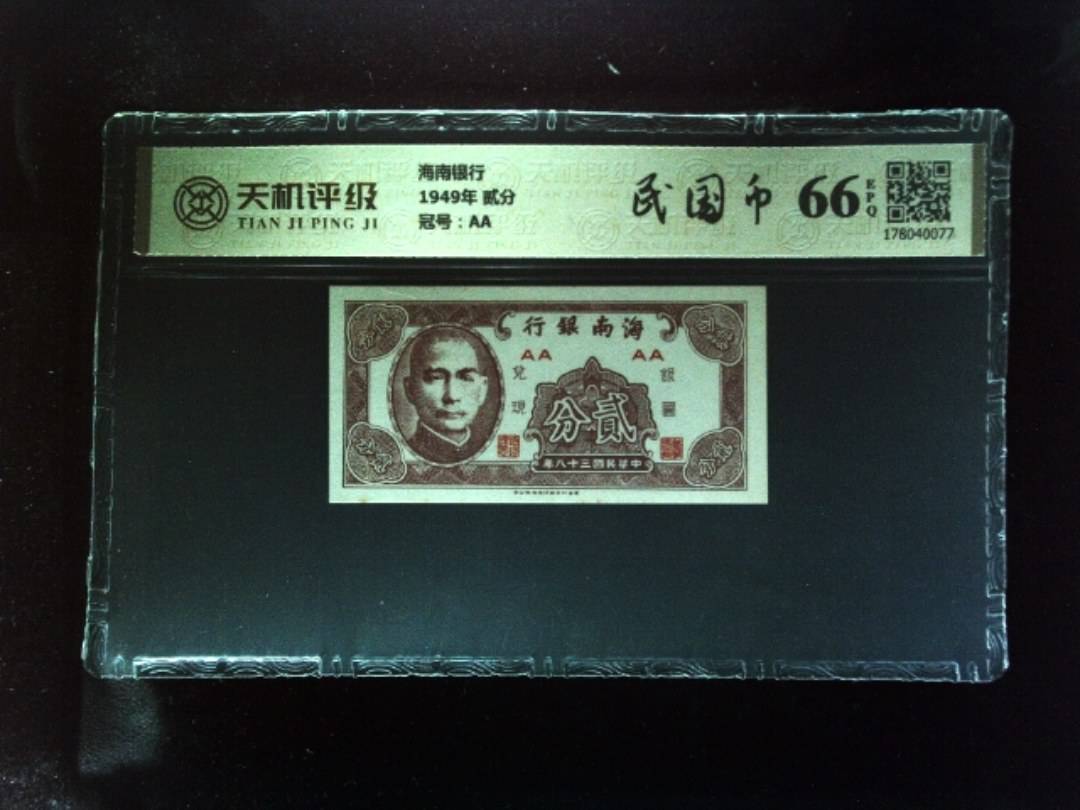 天机评级
TIAN JI PING JI
海南银行
1949年 贰分
冠号：AA
民国币
66
EPQ
178040077
行銀南海
AA AA
兌現
銀圓
分貳
年八十三國民華中